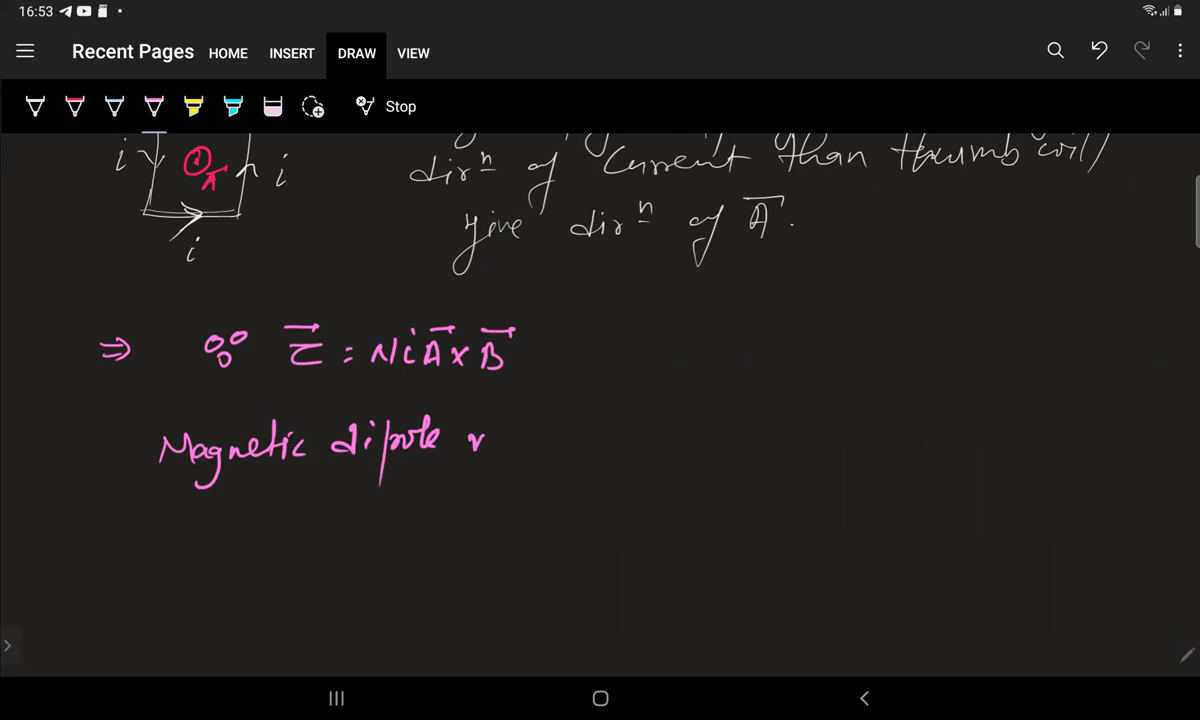 16:53
Recent Pages HOME INSERT DRAW VIEW
Stop
i A i dirⁿ of current than thumb will
i give dirⁿ of A⃗.
⇒ ∵ τ⃗ = NiA⃗ × B⃗
Magnetic dipole